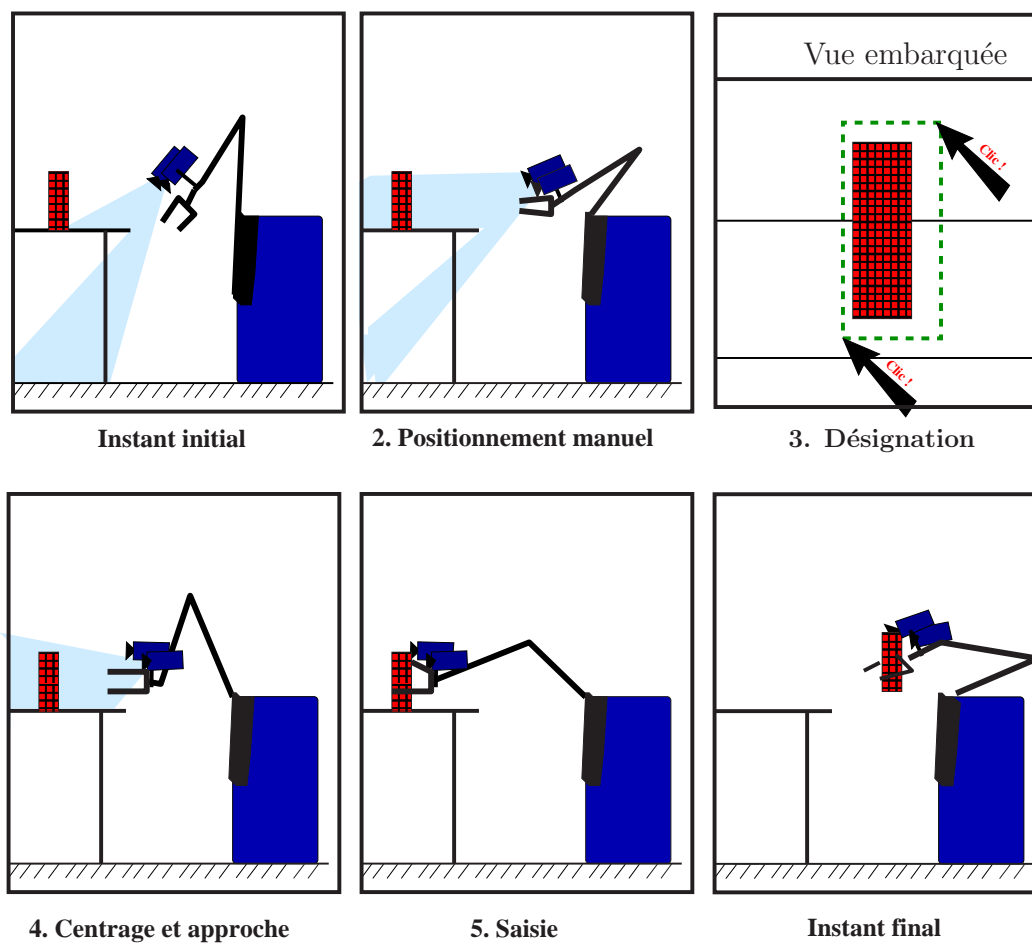 Vue embarquée
Clic !
Clic !
Instant initial
2. Positionnement manuel
3. Désignation
4. Centrage et approche
5. Saisie
Instant final